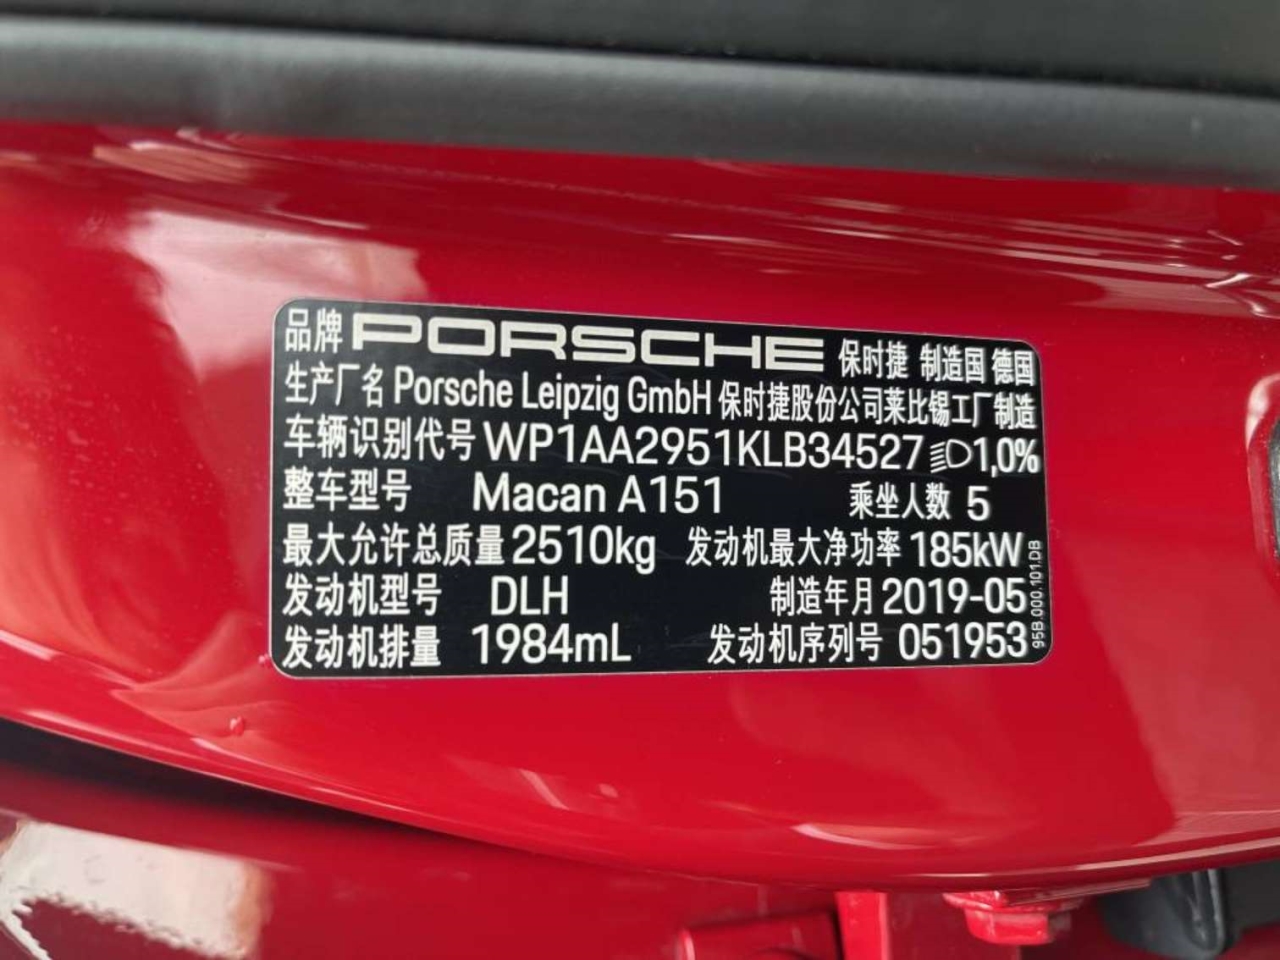 品牌 PORSCHE 保时捷 制造国 德国
生产厂名 Porsche Leipzig GmbH 保时捷股份公司莱比锡工厂制造
车辆识别代号 WP1AA2951KLB34527 1,0%
整车型号 Macan A151 乘坐人数 5
最大允许总质量 2510kg 发动机最大净功率 185kW
发动机型号 DLH 制造年月 2019-05
发动机排量 1984mL 发动机序列号 051953
95B.000.101.DB